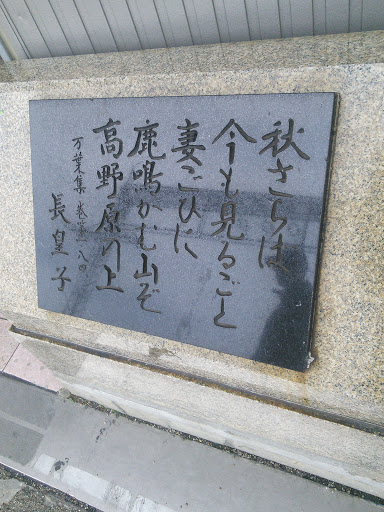 秋さらは
今も見るごと
妻ごひに
鹿鳴かむ山ぞ
高野原の上
万葉集 巻一 八四
長皇子